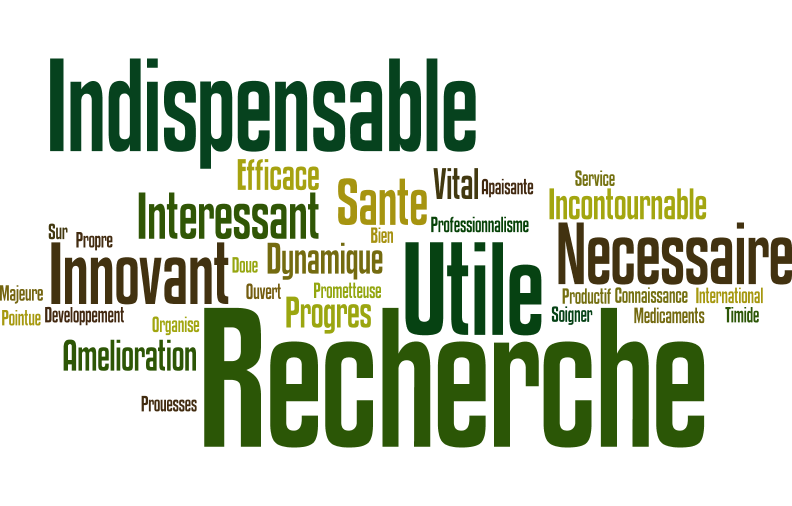 Indispensable
Efficace
Vital
Apaisante
Service
Interessant
Sante
Incontournable
Professionnalisme
Sur
Propre
Bien
Necessaire
Innovant
Doue
Dynamique
Utile
Majeure
Ouvert
Prometteuse
Productif
Connaissance
International
Pointue
Developpement
Organise
Progres
Soigner
Medicaments
Timide
Amelioration
Recherche
Prouesses